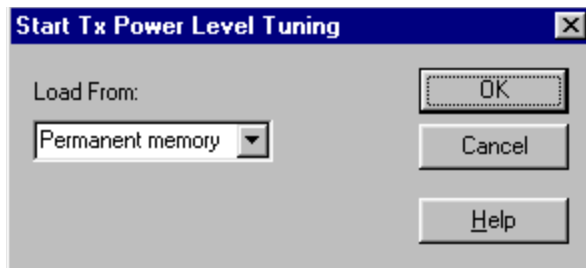 Start Tx Power Level Tuning
Load From:
OK
Permanent memory
Cancel
Help